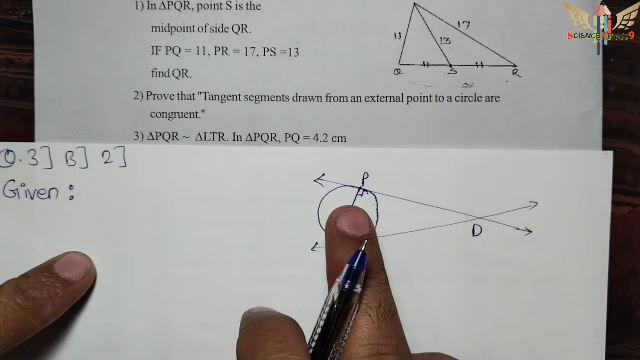 1) In ΔPQR, point S is the
midpoint of side QR.
IF PQ = 11, PR = 17, PS =13
find QR.
11
13
17
Q
S
R
2) Prove that "Tangent segments drawn from an external point to a circle are
congruent."
3) ΔPQR ~ ΔLTR. In ΔPQR, PQ = 4.2 cm
Q.3] B] 2]
Given :
P
D